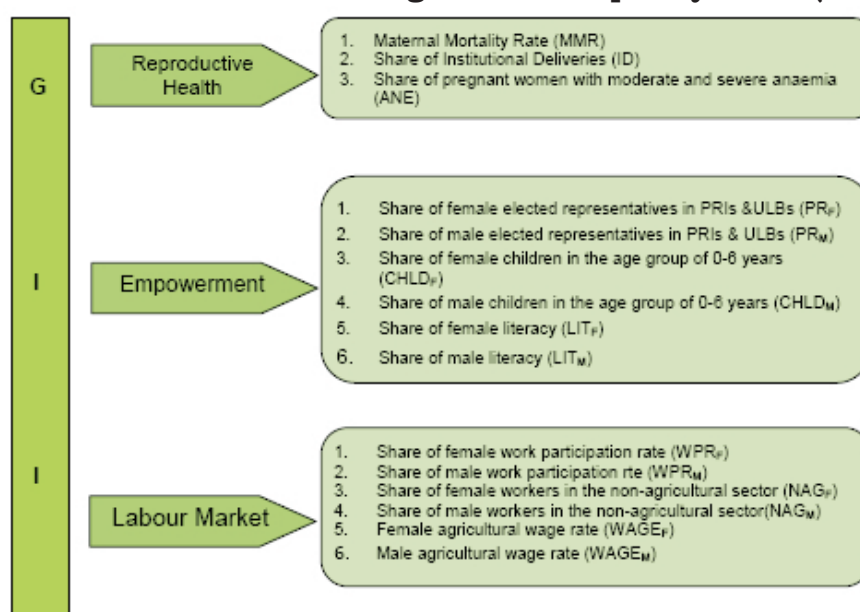 G
I
I
Reproductive
Health
1. Maternal Mortality Rate (MMR)
2. Share of Institutional Deliveries (ID)
3. Share of pregnant women with moderate and severe anaemia
(ANE)
Empowerment
1. Share of female elected representatives in PRIs &ULBs (PRF)
2. Share of male elected representatives in PRIs & ULBs (PRM)
3. Share of female children in the age group of 0-6 years
(CHLDF)
4. Share of male children in the age group of 0-6 years (CHLDM)
5. Share of female literacy (LITF)
6. Share of male literacy (LITM)
Labour Market
1. Share of female work participation rate (WPRF)
2. Share of male work participation rte (WPRM)
3. Share of female workers in the non-agricultural sector (NAGF)
4. Share of male workers in the non-agricultural sector(NAGM)
5. Female agricultural wage rate (WAGEF)
6. Male agricultural wage rate (WAGEM)